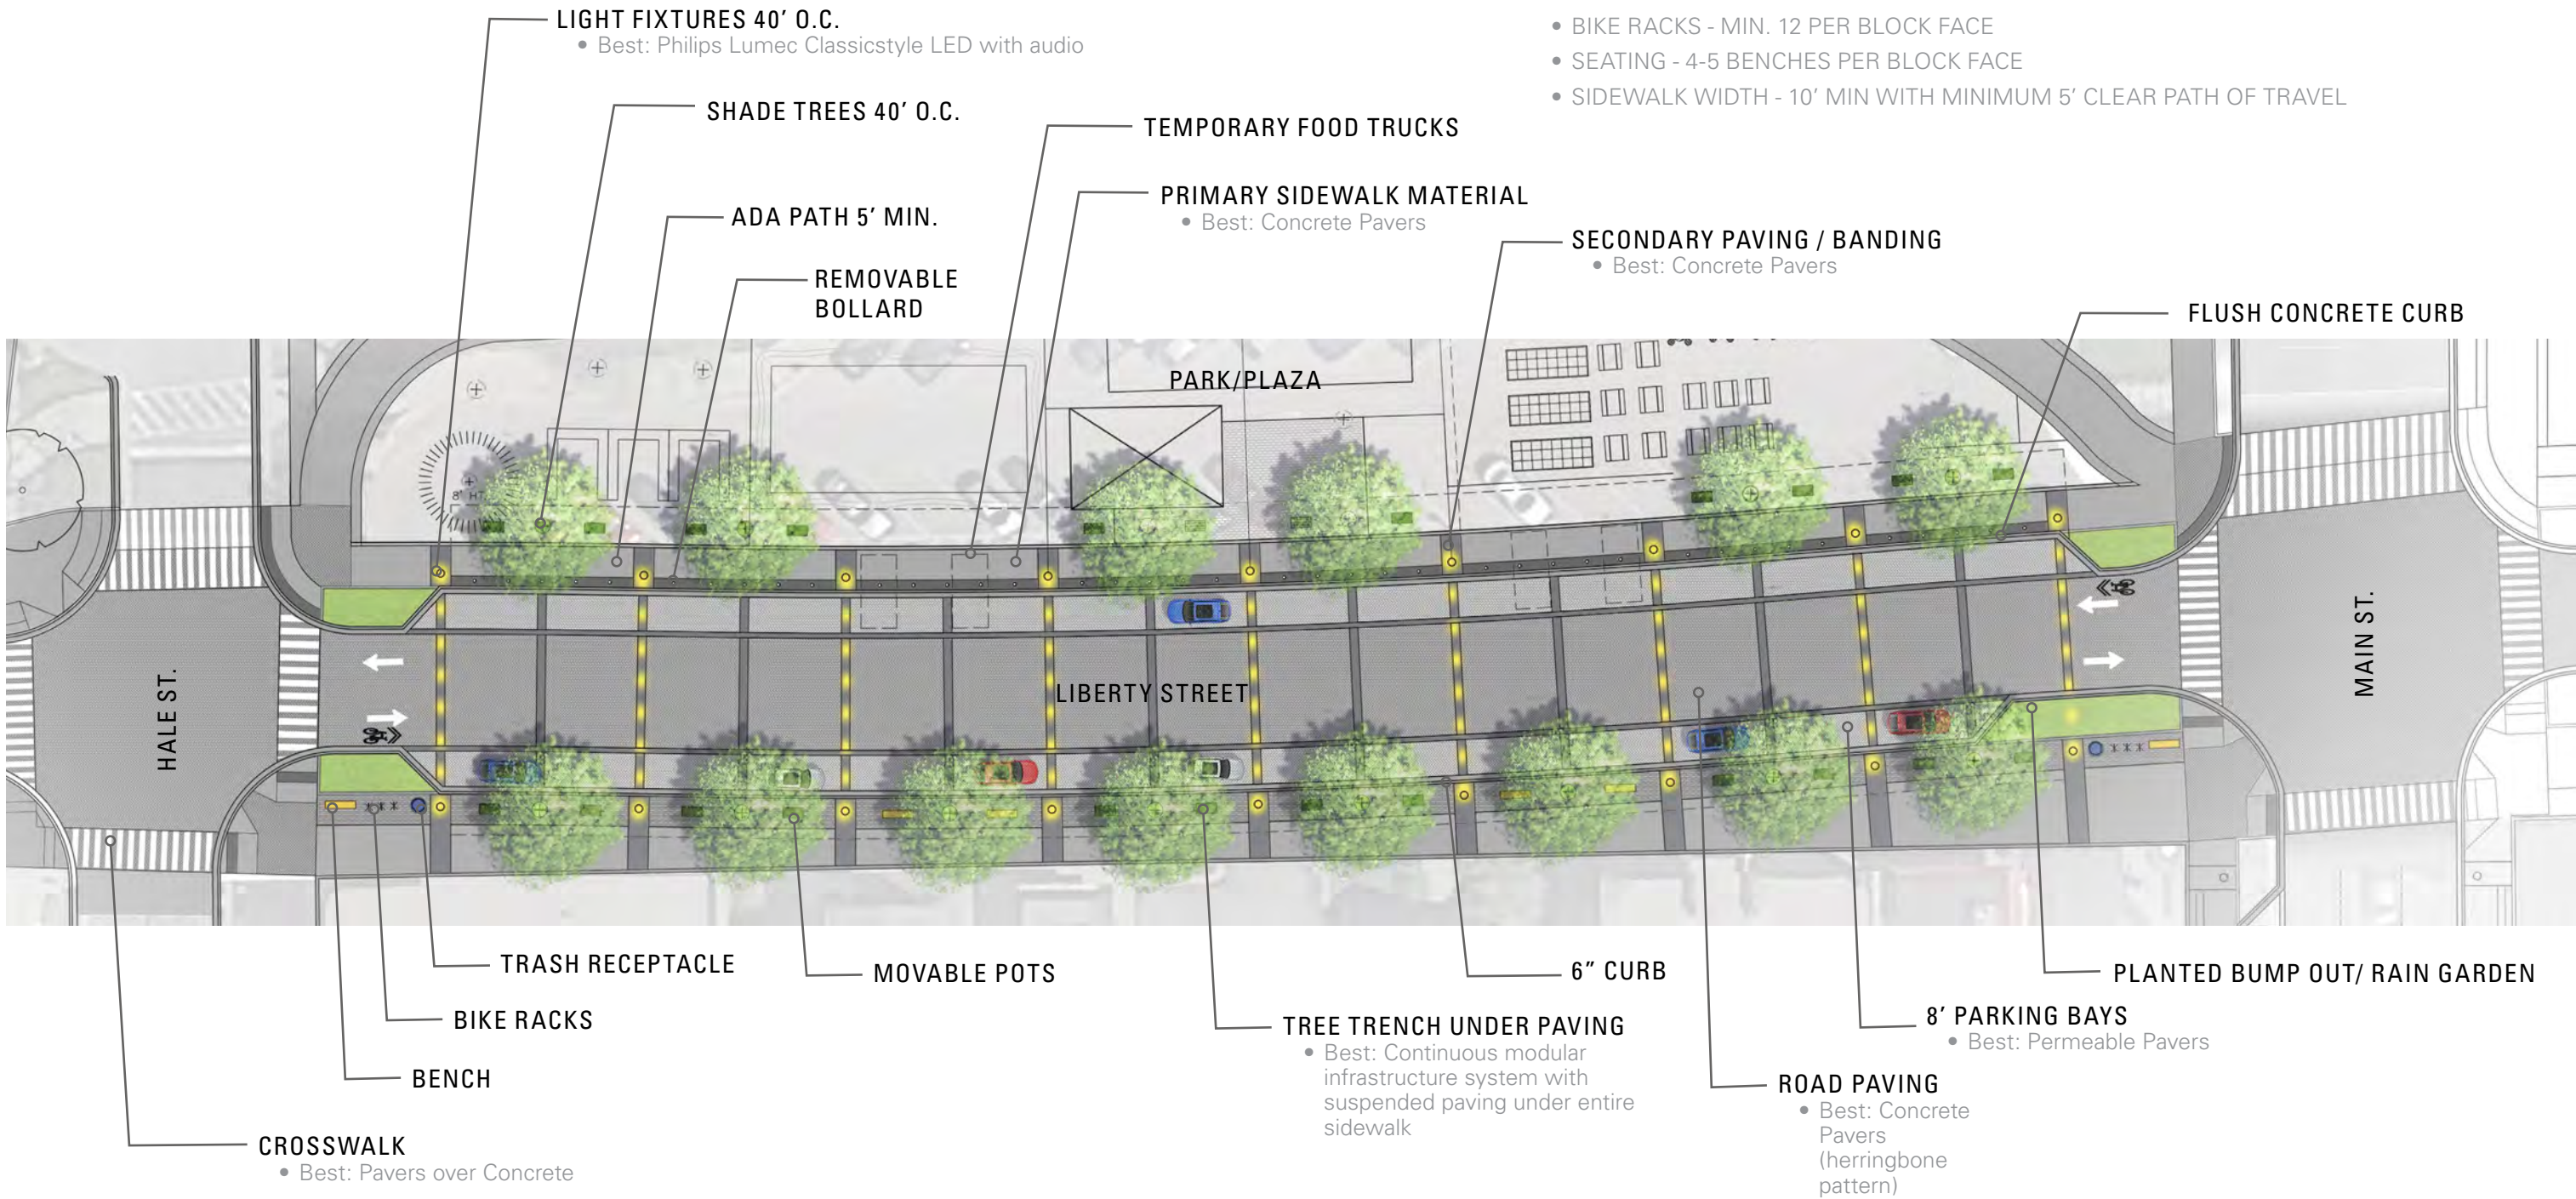 LIGHT FIXTURES 40’ O.C.
• Best: Philips Lumec Classicstyle LED with audio
• BIKE RACKS - MIN. 12 PER BLOCK FACE
• SEATING - 4-5 BENCHES PER BLOCK FACE
• SIDEWALK WIDTH - 10’ MIN WITH MINIMUM 5’ CLEAR PATH OF TRAVEL
SHADE TREES 40’ O.C.
TEMPORARY FOOD TRUCKS
PRIMARY SIDEWALK MATERIAL
• Best: Concrete Pavers
ADA PATH 5’ MIN.
SECONDARY PAVING / BANDING
• Best: Concrete Pavers
REMOVABLE
BOLLARD
FLUSH CONCRETE CURB
PARK/PLAZA
LIBERTY STREET
HALE ST.
MAIN ST.
TRASH RECEPTACLE
MOVABLE POTS
6” CURB
PLANTED BUMP OUT/ RAIN GARDEN
BIKE RACKS
TREE TRENCH UNDER PAVING
• Best: Continuous modular
infrastructure system with
suspended paving under entire
sidewalk
8’ PARKING BAYS
• Best: Permeable Pavers
BENCH
ROAD PAVING
• Best: Concrete
Pavers
(herringbone
pattern)
CROSSWALK
• Best: Pavers over Concrete